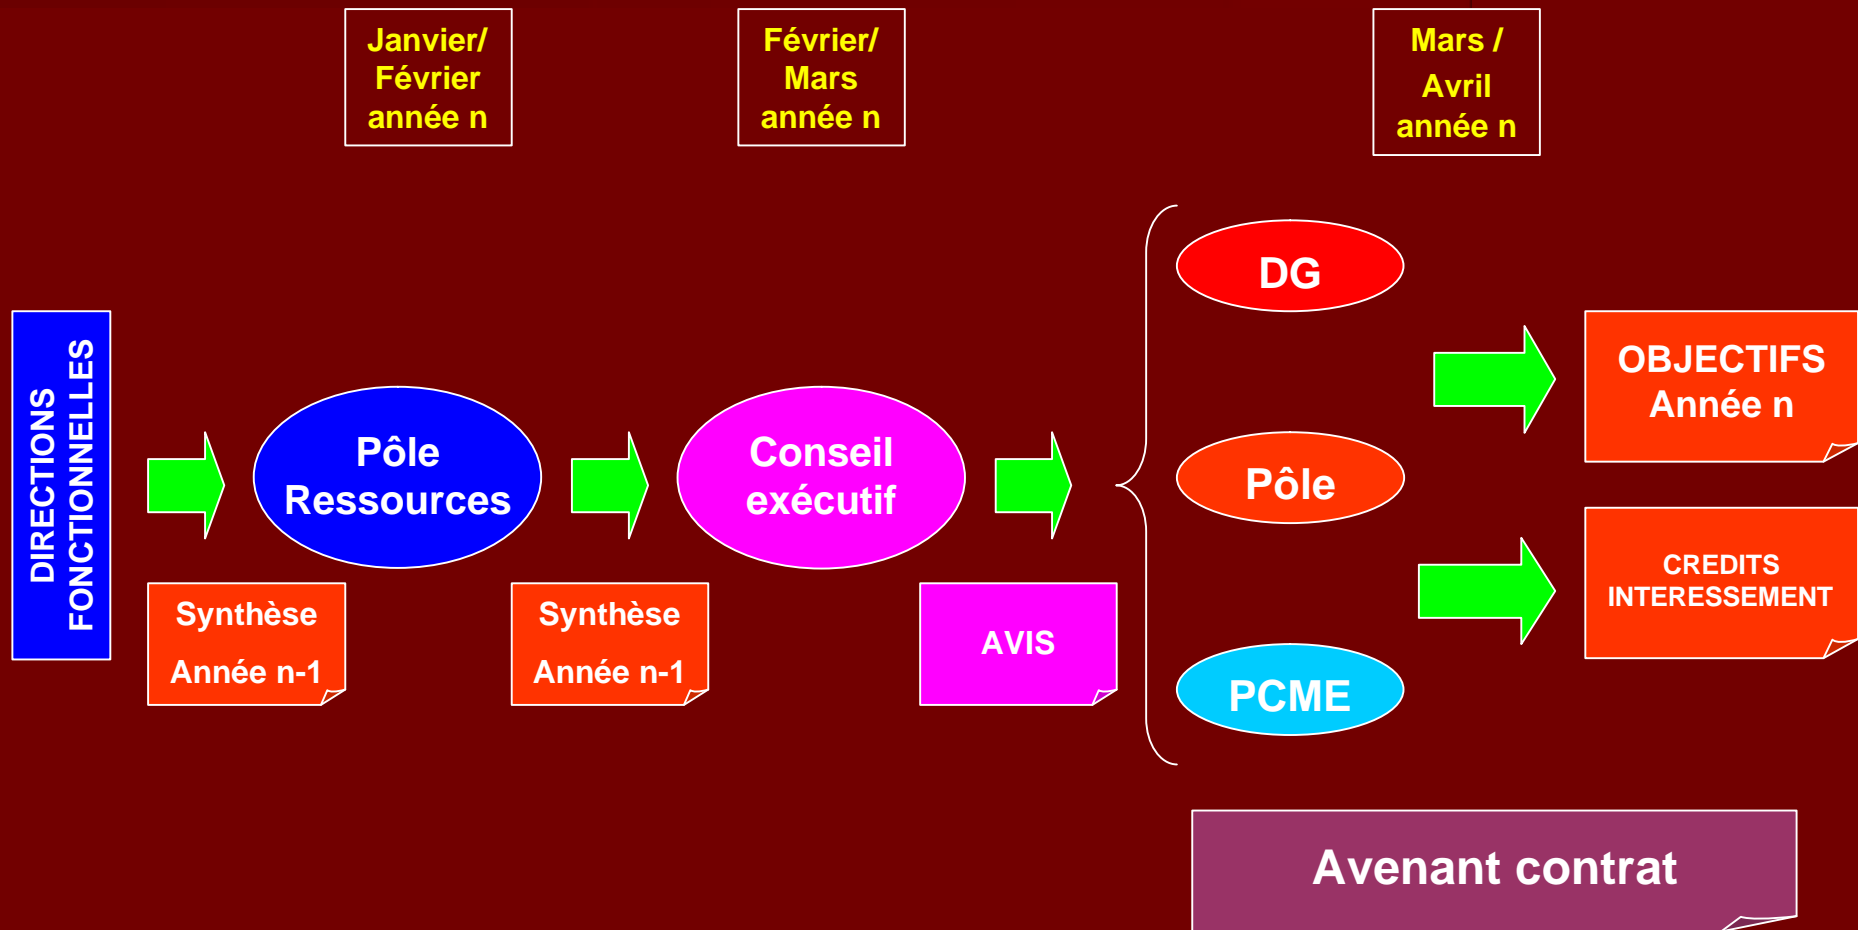 Janvier/
Février
année n
Février/
Mars
année n
Mars /
Avril
année n
DIRECTIONS
FONCTIONNELLES
Pôle
Ressources
Synthèse
Année n-1
Synthèse
Année n-1
Conseil
exécutif
AVIS
DG
Pôle
PCME
OBJECTIFS
Année n
CREDITS
INTERESSEMENT
Avenant contrat